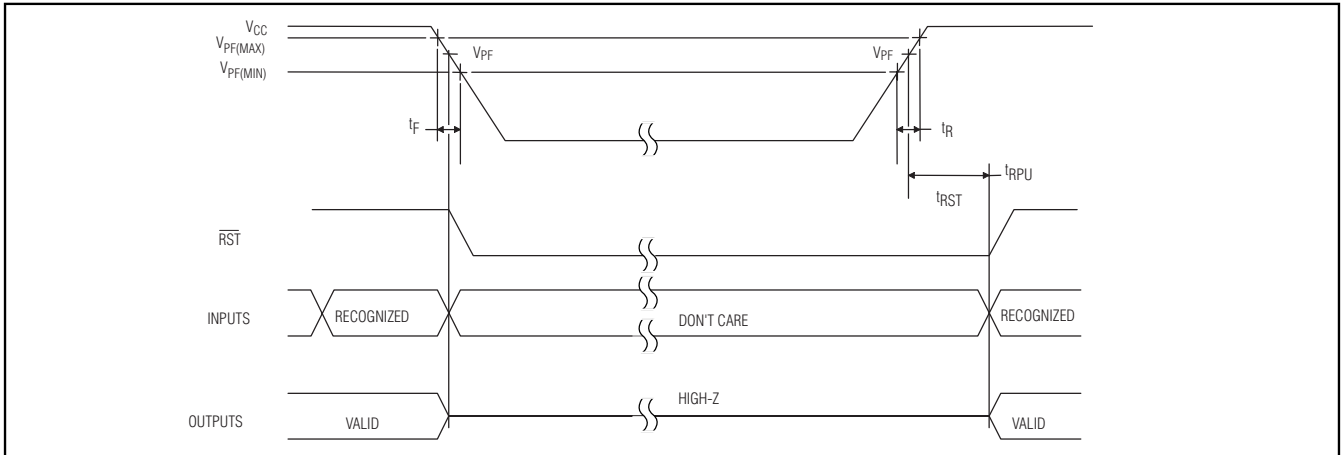 VCC
VPF(MAX)
VPF VPF
VPF(MIN)
tF tR
tRPU
tRST
RST
INPUTS RECOGNIZED DON'T CARE RECOGNIZED
HIGH-Z
OUTPUTS VALID VALID